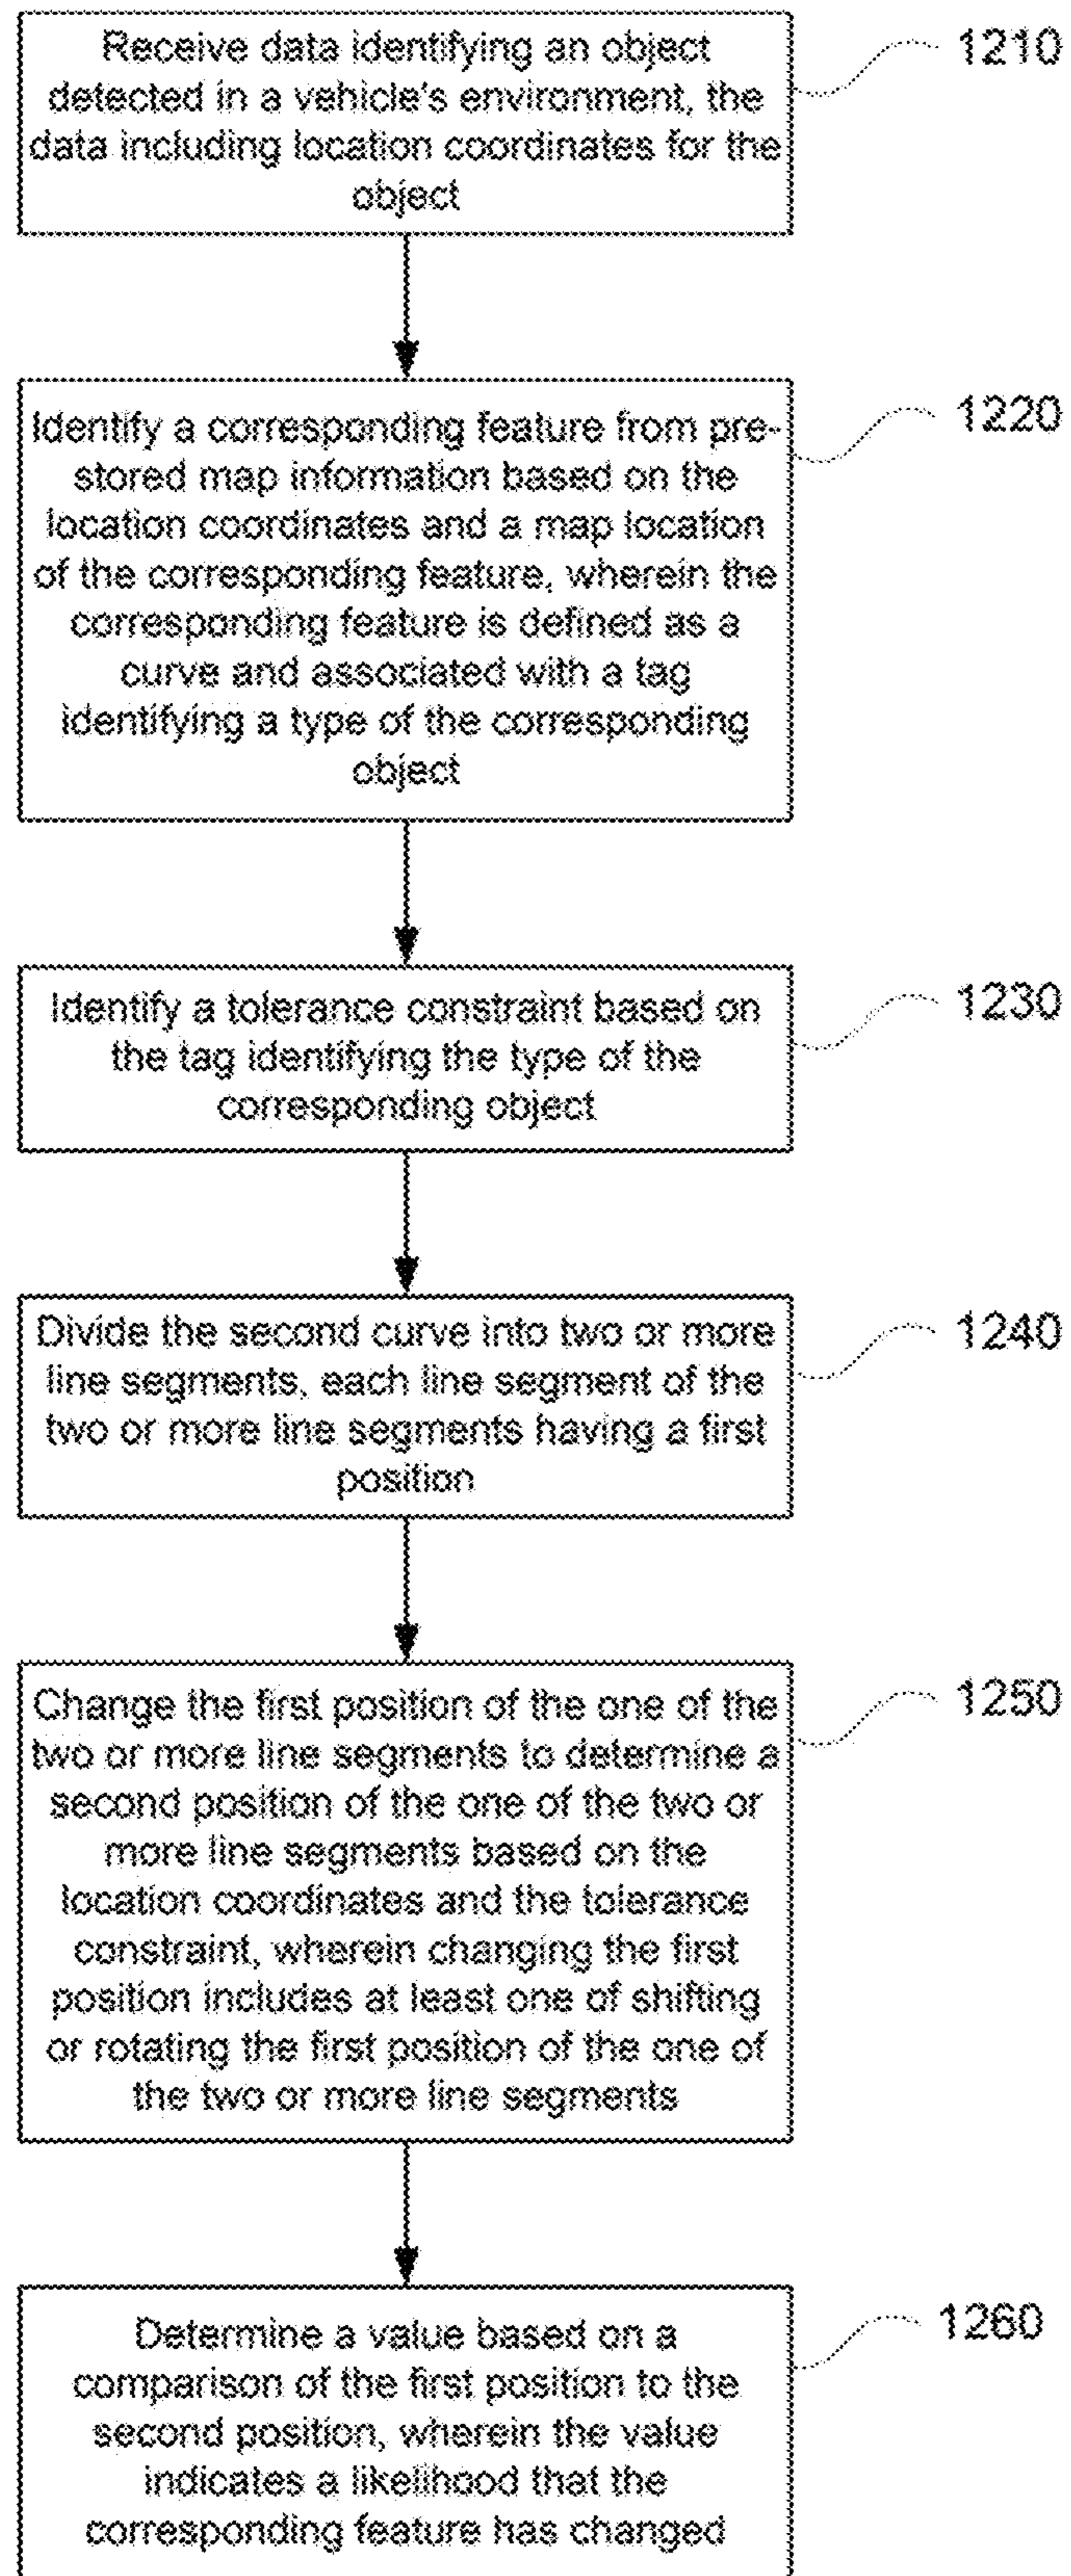 Receive data identifying an object
detected in a vehicle's environment, the
data including location coordinates for the
object
1210
Identify a corresponding feature from pre-
stored map information based on the
location coordinates and a map location
of the corresponding feature, wherein the
corresponding feature is defined as a
curve and associated with a tag
identifying a type of the corresponding
object
1220
Identify a tolerance constraint based on
the tag identifying the type of the
corresponding object
1230
Divide the second curve into two or more
line segments, each line segment of the
two or more line segments having a first
position
1240
Change the first position of the one of the
two or more line segments to determine a
second position of the one of the two or
more line segments based on the
location coordinates and the tolerance
constraint, wherein changing the first
position includes at least one of shifting
or rotating the first position of the one of
the two or more line segments
1250
Determine a value based on a
comparison of the first position to the
second position, wherein the value
indicates a likelihood that the
corresponding feature has changed
1260